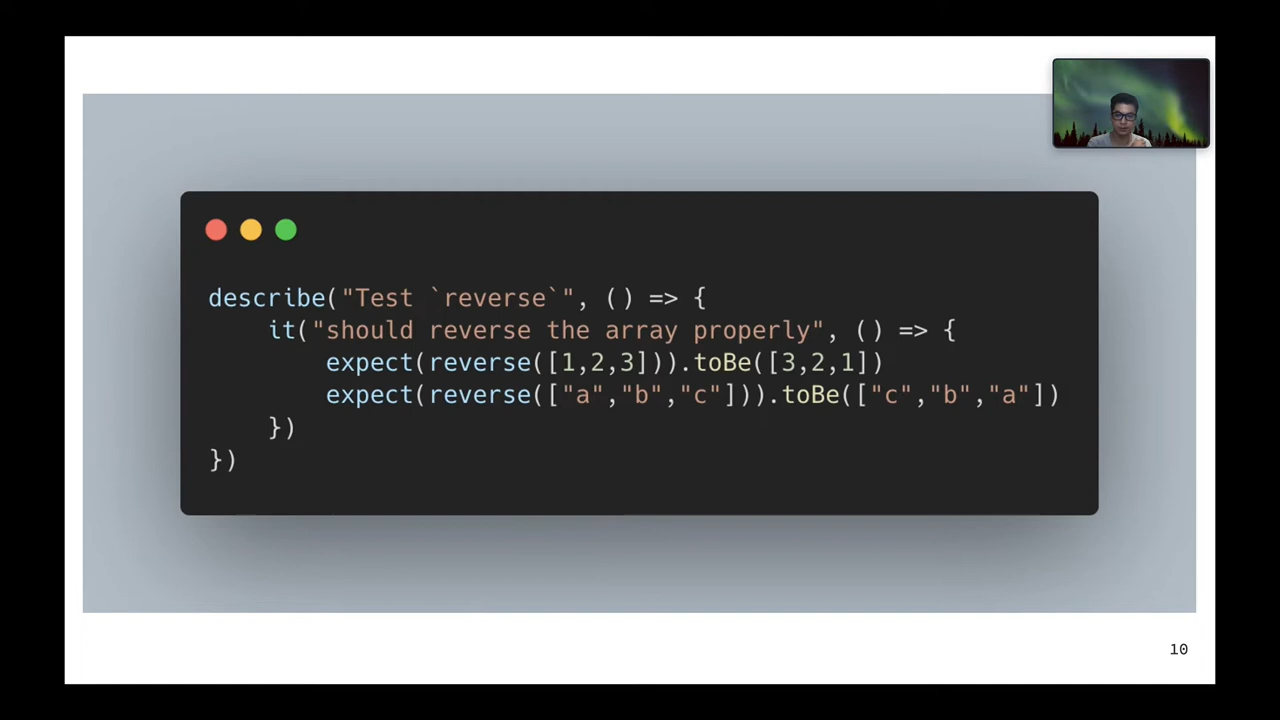 describe("Test `reverse`", () => {
    it("should reverse the array properly", () => {
        expect(reverse([1,2,3])).toBe([3,2,1])
        expect(reverse(["a","b","c"])).toBe(["c","b","a"])
    })
})
10